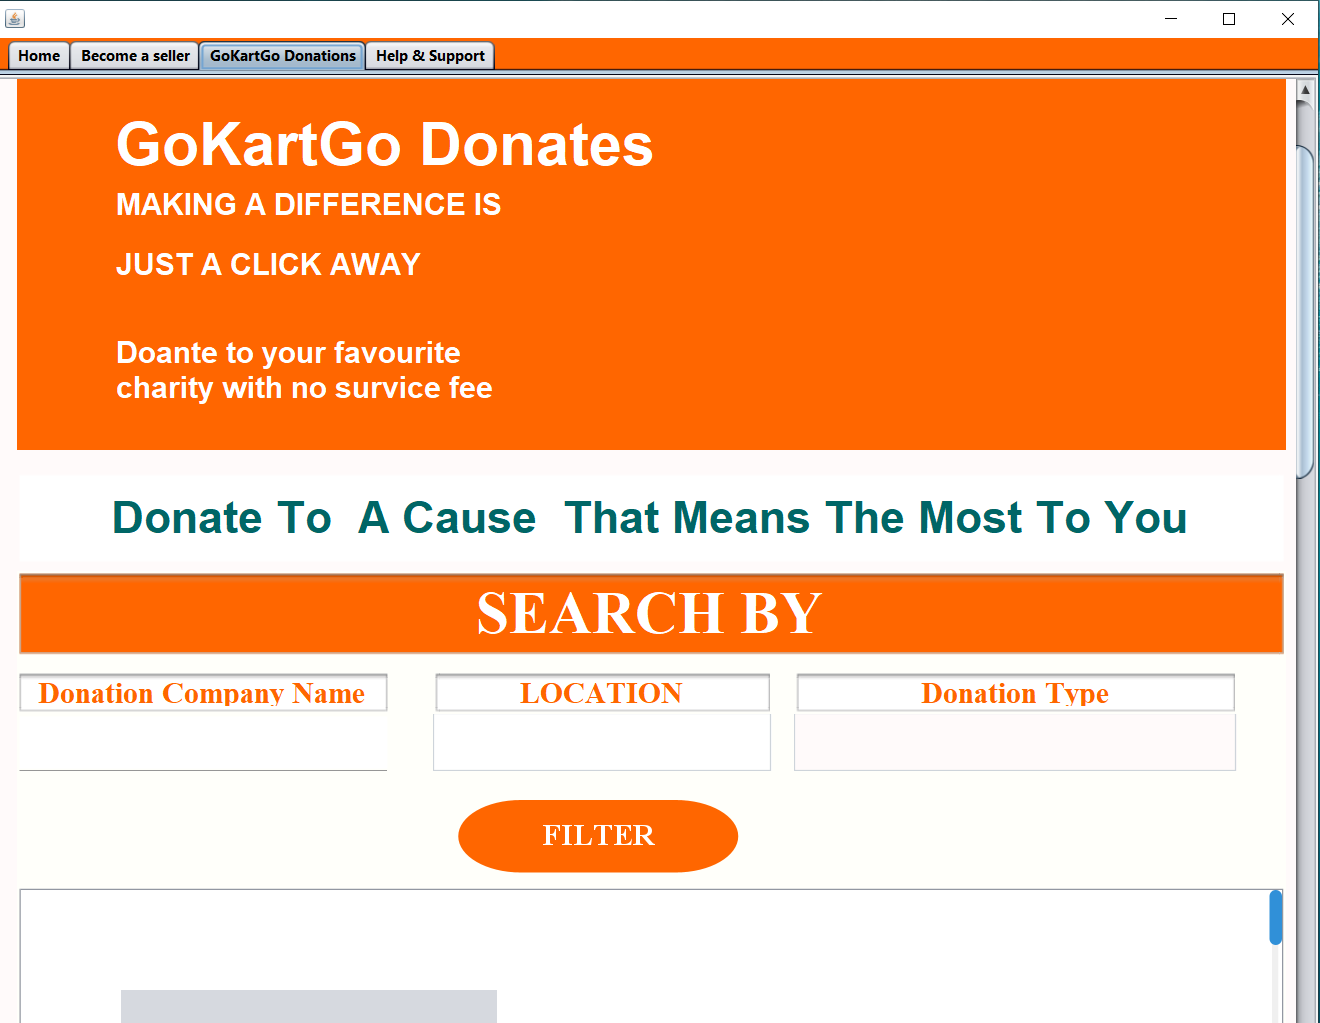 Home Become a seller GoKartGo Donations Help & Support
GoKartGo Donates
MAKING A DIFFERENCE IS
JUST A CLICK AWAY
Doante to your favourite
charity with no survice fee
Donate To  A Cause  That Means The Most To You
SEARCH BY
Donation Company Name LOCATION Donation Type
FILTER